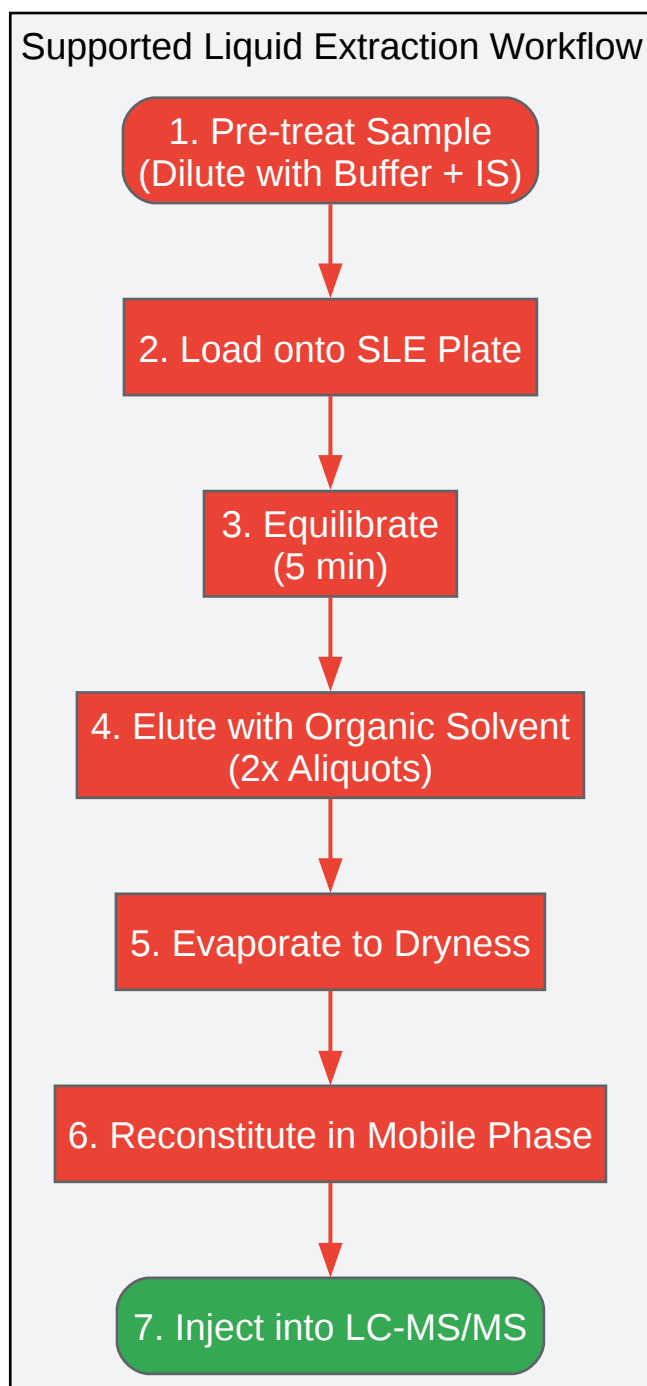 Supported Liquid Extraction Workflow
1. Pre-treat Sample
(Dilute with Buffer + IS)
2. Load onto SLE Plate
3. Equilibrate
(5 min)
4. Elute with Organic Solvent
(2x Aliquots)
5. Evaporate to Dryness
6. Reconstitute in Mobile Phase
7. Inject into LC-MS/MS